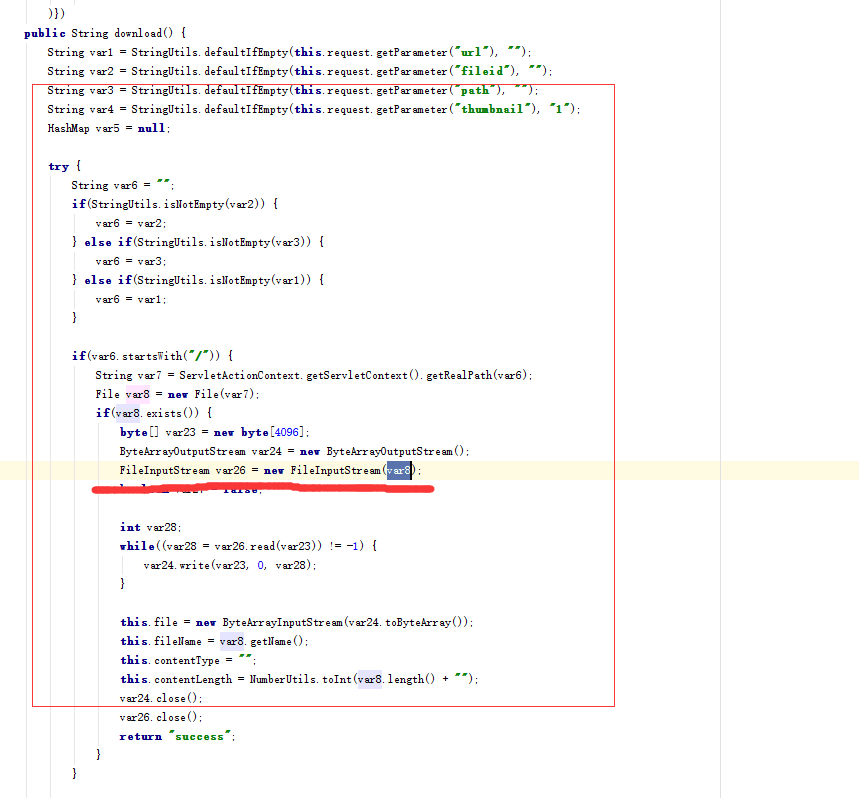 )})
public String download() {
String var1 = StringUtils.defaultIfEmpty(this.request.getParameter("url"), "");
String var2 = StringUtils.defaultIfEmpty(this.request.getParameter("fileid"), "");
String var3 = StringUtils.defaultIfEmpty(this.request.getParameter("path"), "");
String var4 = StringUtils.defaultIfEmpty(this.request.getParameter("thumbnail"), "1");
HashMap var5 = null;
try {
String var6 = "";
if(StringUtils.isNotEmpty(var2)) {
var6 = var2;
} else if(StringUtils.isNotEmpty(var3)) {
var6 = var3;
} else if(StringUtils.isNotEmpty(var1)) {
var6 = var1;
}
if(var6.startsWith("/")) {
String var7 = ServletActionContext.getServletContext().getRealPath(var6);
File var8 = new File(var7);
if(var8.exists()) {
byte[] var23 = new byte[4096];
ByteArrayOutputStream var24 = new ByteArrayOutputStream();
FileInputStream var26 = new FileInputStream(var8);
= false;
int var28;
while((var28 = var26.read(var23)) != -1) {
var24.write(var23, 0, var28);
}
this.file = new ByteArrayInputStream(var24.toByteArray());
this.fileName = var8.getName();
this.contentType = "";
this.contentLength = NumberUtils.toInt(var8.length() + "");
var24.close();
var26.close();
return "success";
}
}